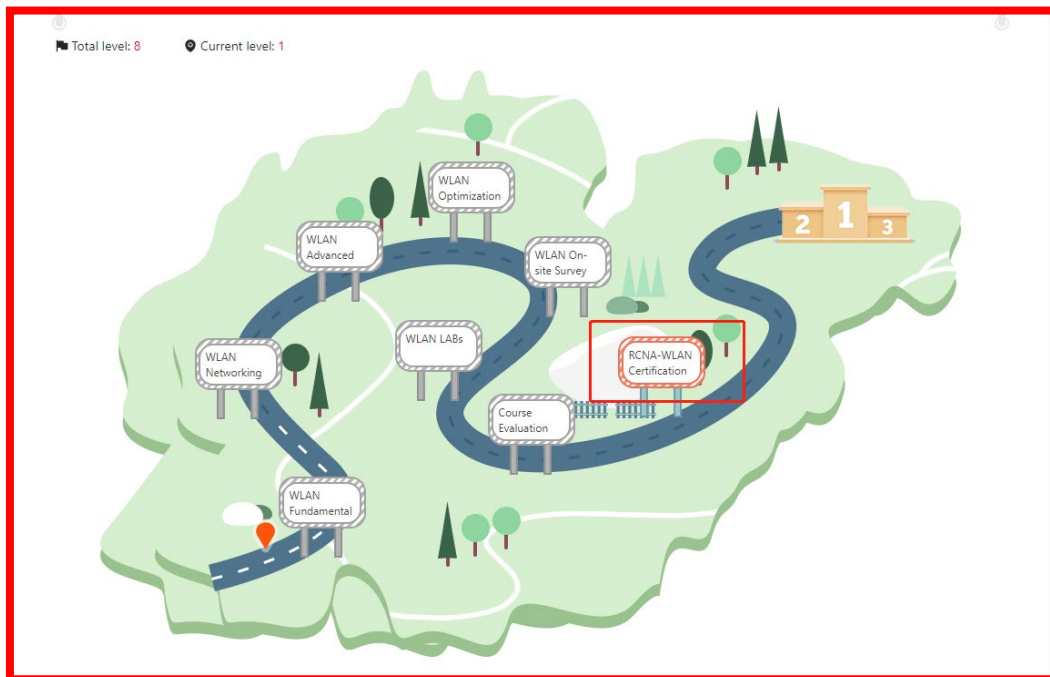 Total level: 8
Current level: 1
WLAN
Optimization
WLAN
Advanced
WLAN On-
site Survey
2
1
3
WLAN LABs
RCNA-WLAN
Certification
WLAN
Networking
Course
Evaluation
WLAN
Fundamental